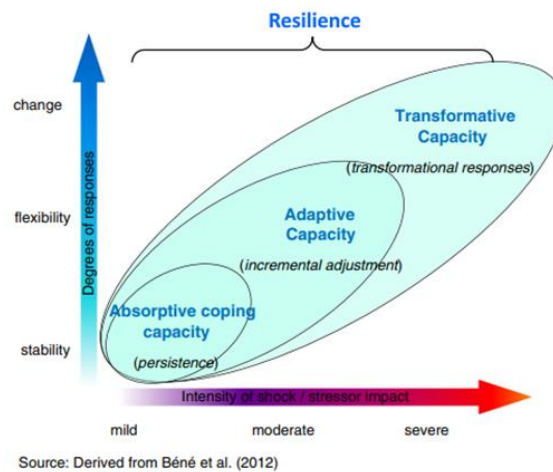 Resilience
change
Transformative
Capacity
(transformational responses)
flexibility
Degrees of responses
Adaptive
Capacity
(incremental adjustment)
Absorptive coping
capacity
stability
(persistence)
Intensity of shock / stressor impact
mild moderate severe
Source: Derived from Béné et al. (2012)